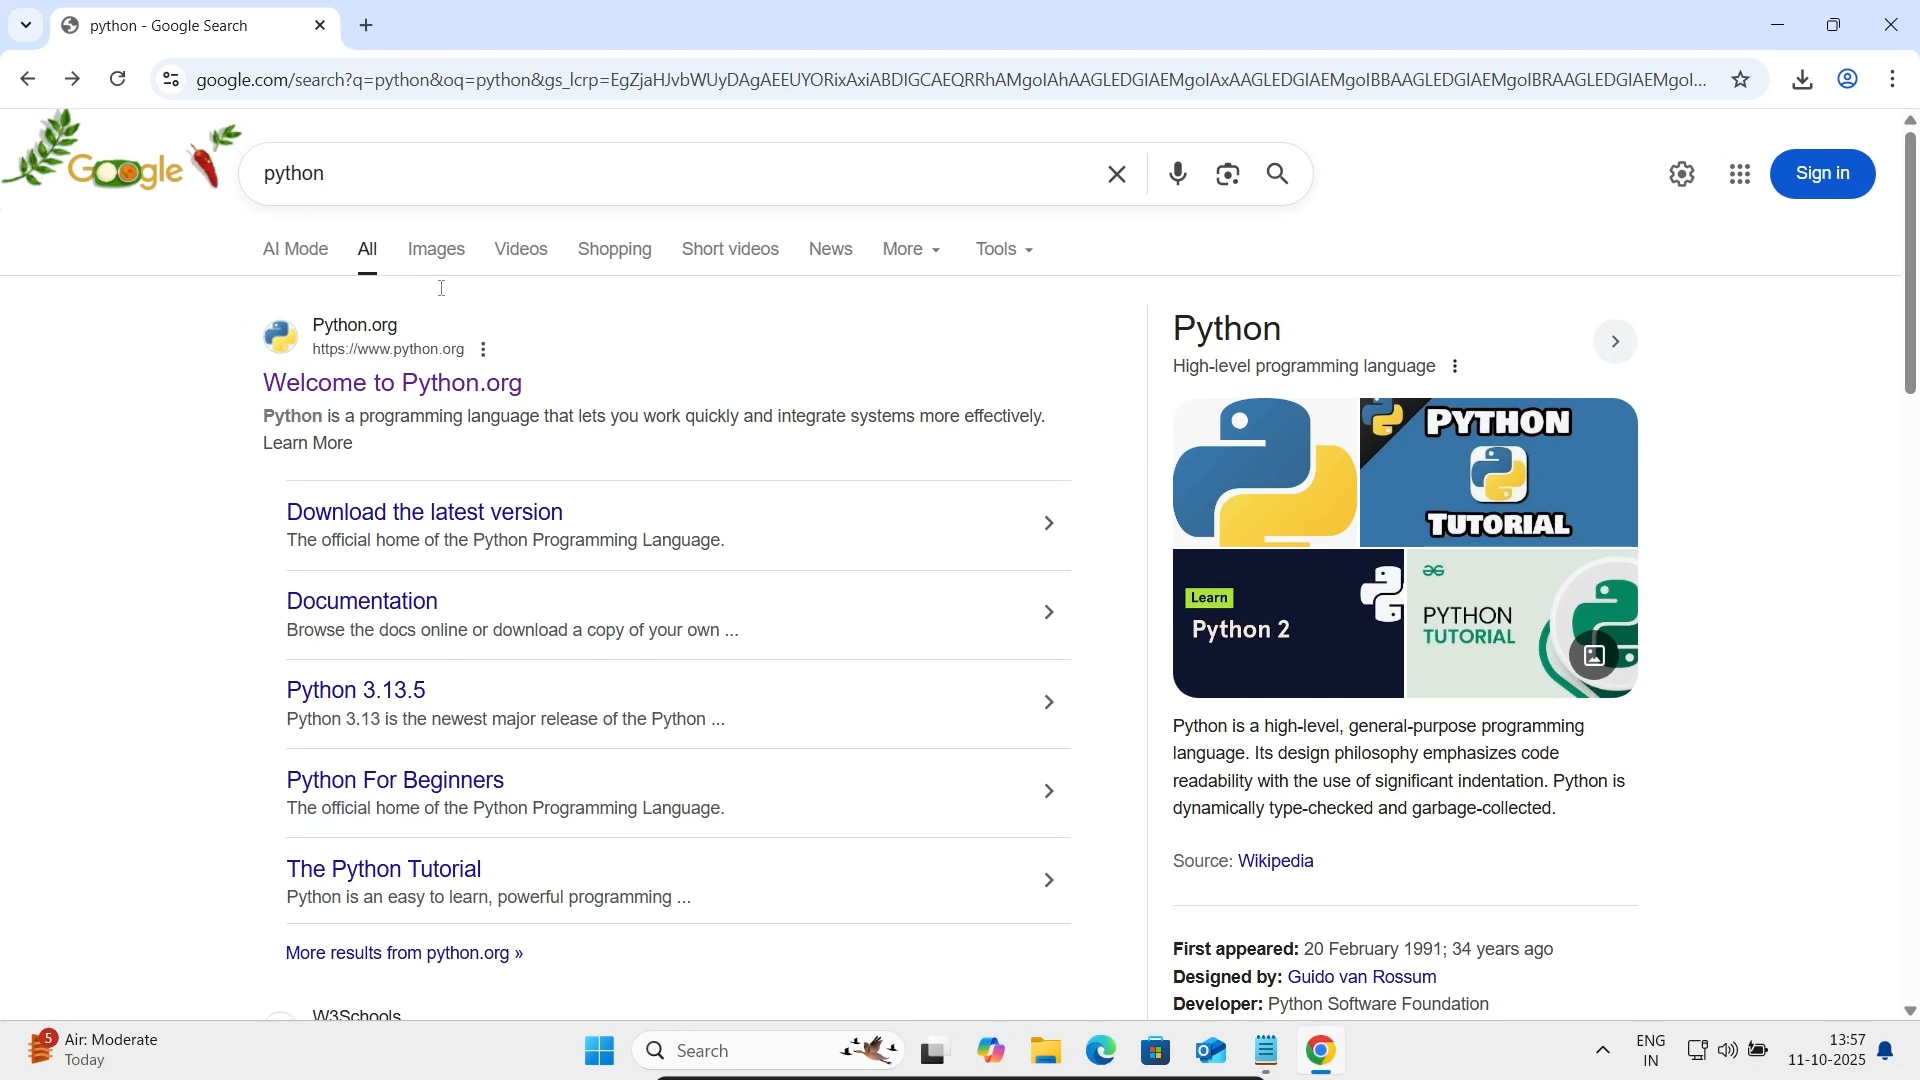 python - Google Search
google.com/search?q=python&oq=python&gs_lcrp=EgZjaHJvbWUyDAgAEEUYORixAxiABDIGCAEQRRhAMgoIAhAAGLEDGIAEMgoIAxAAGLEDGIAEMgoIBBAAGLEDGIAEMgoIBRAAGLEDGIAEMgoI...
Google
python
Sign in
AI Mode
All
Images
Videos
Shopping
Short videos
News
More
Tools
Python.org
https://www.python.org
Welcome to Python.org
Python is a programming language that lets you work quickly and integrate systems more effectively.
Learn More
Download the latest version
The official home of the Python Programming Language.
Documentation
Browse the docs online or download a copy of your own ...
Python 3.13.5
Python 3.13 is the newest major release of the Python ...
Python For Beginners
The official home of the Python Programming Language.
The Python Tutorial
Python is an easy to learn, powerful programming ...
More results from python.org »
W3Schools
Python
High-level programming language
PYTHON
TUTORIAL
Learn
Python 2
PYTHON
TUTORIAL
Python is a high-level, general-purpose programming
language. Its design philosophy emphasizes code
readability with the use of significant indentation. Python is
dynamically type-checked and garbage-collected.
Source: Wikipedia
First appeared: 20 February 1991; 34 years ago
Designed by: Guido van Rossum
Developer: Python Software Foundation
5
Air: Moderate
Today
Search
ENG
IN
13:57
11-10-2025